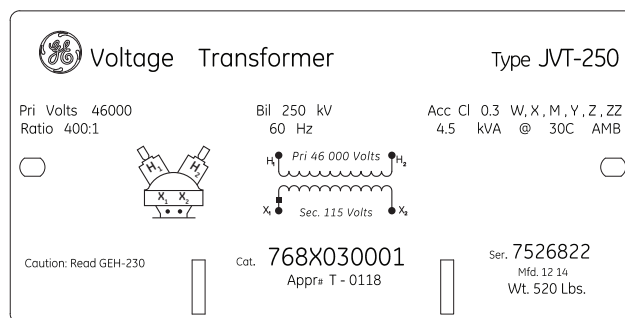 GE Voltage Transformer Type JVT-250
Pri Volts 46000 Bil 250 kV Acc Cl 0.3 W,X,M,Y,Z,ZZ
Ratio 400:1 60 Hz 4.5 kVA @ 30C AMB
H1 H2
X1 X2
H1 Pri 46 000 Volts H2
X1 Sec. 115 Volts X2
Caution: Read GEH-230
Cat. 768X030001
Appr# T - 0118
Ser. 7526822
Mfd. 12 14
Wt. 520 Lbs.